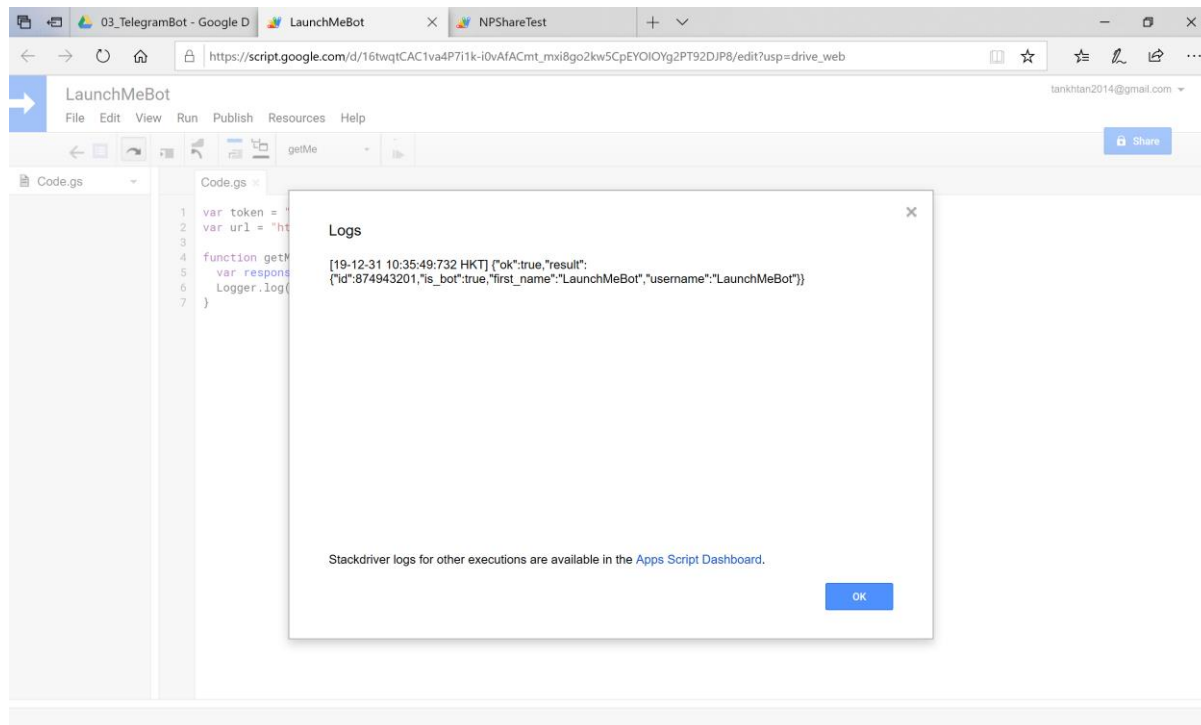 03_TelegramBot - Google D
LaunchMeBot
NPShareTest
https://script.google.com/d/16twqtCAC1va4P7i1k-i0vAfACmt_mxi8go2kw5CpEYOIOYg2PT92DJP8/edit?usp=drive_web
LaunchMeBot
tankhtan2014@gmail.com
File Edit View Run Publish Resources Help
Share
getMe
Code.gs
Code.gs
1 var token = "
2 var url = "ht
3
4 function getM
5 var respons
6 Logger.log(
7 }
Logs
[19-12-31 10:35:49:732 HKT] {"ok":true,"result":
{"id":874943201,"is_bot":true,"first_name":"LaunchMeBot","username":"LaunchMeBot"}}
Stackdriver logs for other executions are available in the Apps Script Dashboard.
OK